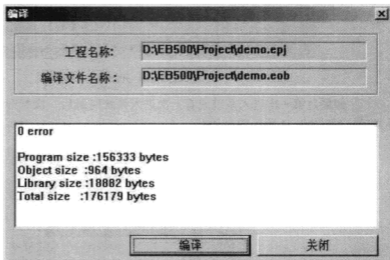 编译
工程名称: D:\EB500\Project\demo.epj
编译文件名称: D:\EB500\Project\demo.eob
0 error
Program size :156333 bytes
Object size :964 bytes
Library size :18882 bytes
Total size :176179 bytes
编译 关闭